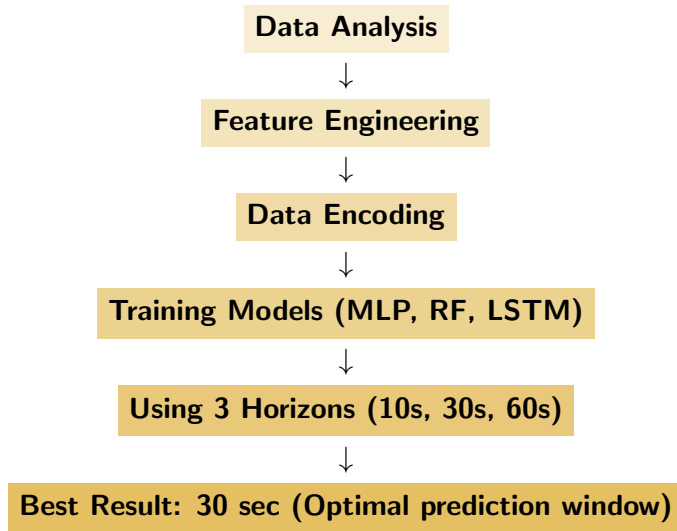 Data Analysis
↓
Feature Engineering
↓
Data Encoding
↓
Training Models (MLP, RF, LSTM)
↓
Using 3 Horizons (10s, 30s, 60s)
↓
Best Result: 30 sec (Optimal prediction window)